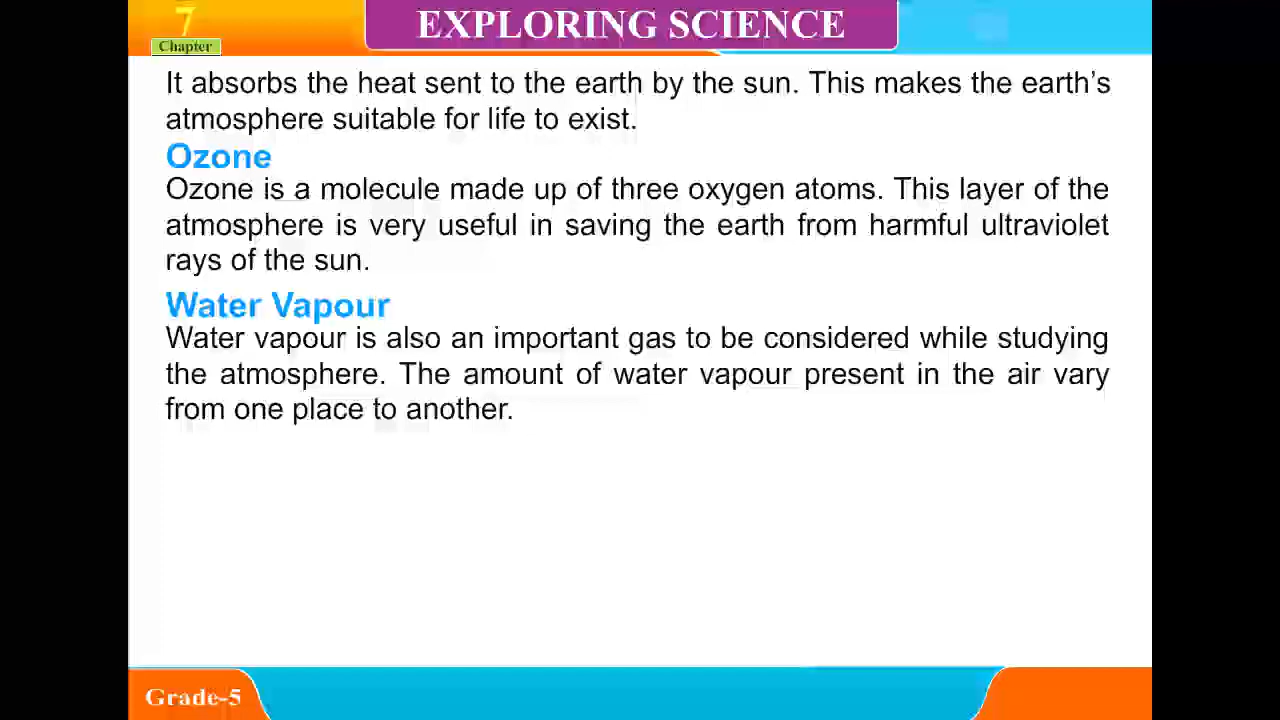 7
Chapter
EXPLORING SCIENCE
It absorbs the heat sent to the earth by the sun. This makes the earth’s
atmosphere suitable for life to exist.
Ozone
Ozone is a molecule made up of three oxygen atoms. This layer of the
atmosphere is very useful in saving the earth from harmful ultraviolet
rays of the sun.
Water Vapour
Water vapour is also an important gas to be considered while studying
the atmosphere. The amount of water vapour present in the air vary
from one place to another.
Grade-5